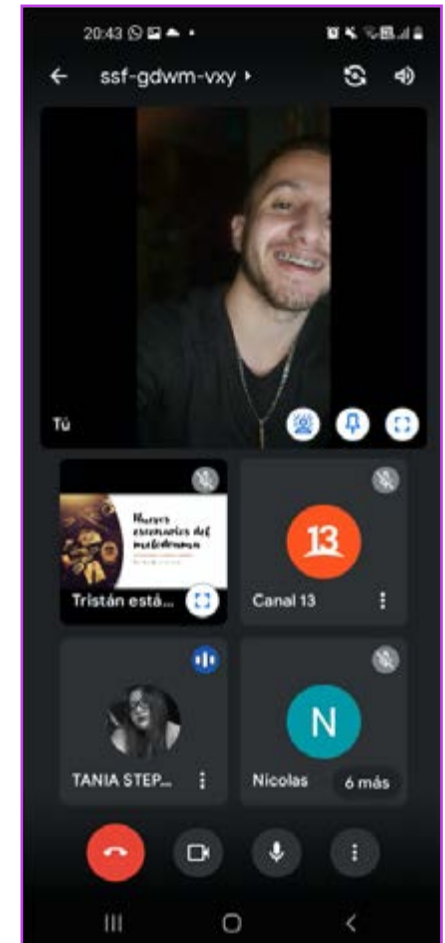 20:43
ssf-gdwm-vxy
Tú
Nuevos
escenarios del
melodrama
Tristán está...
13
Canal 13
TANIA STEP...
N
Nicolas
6 más